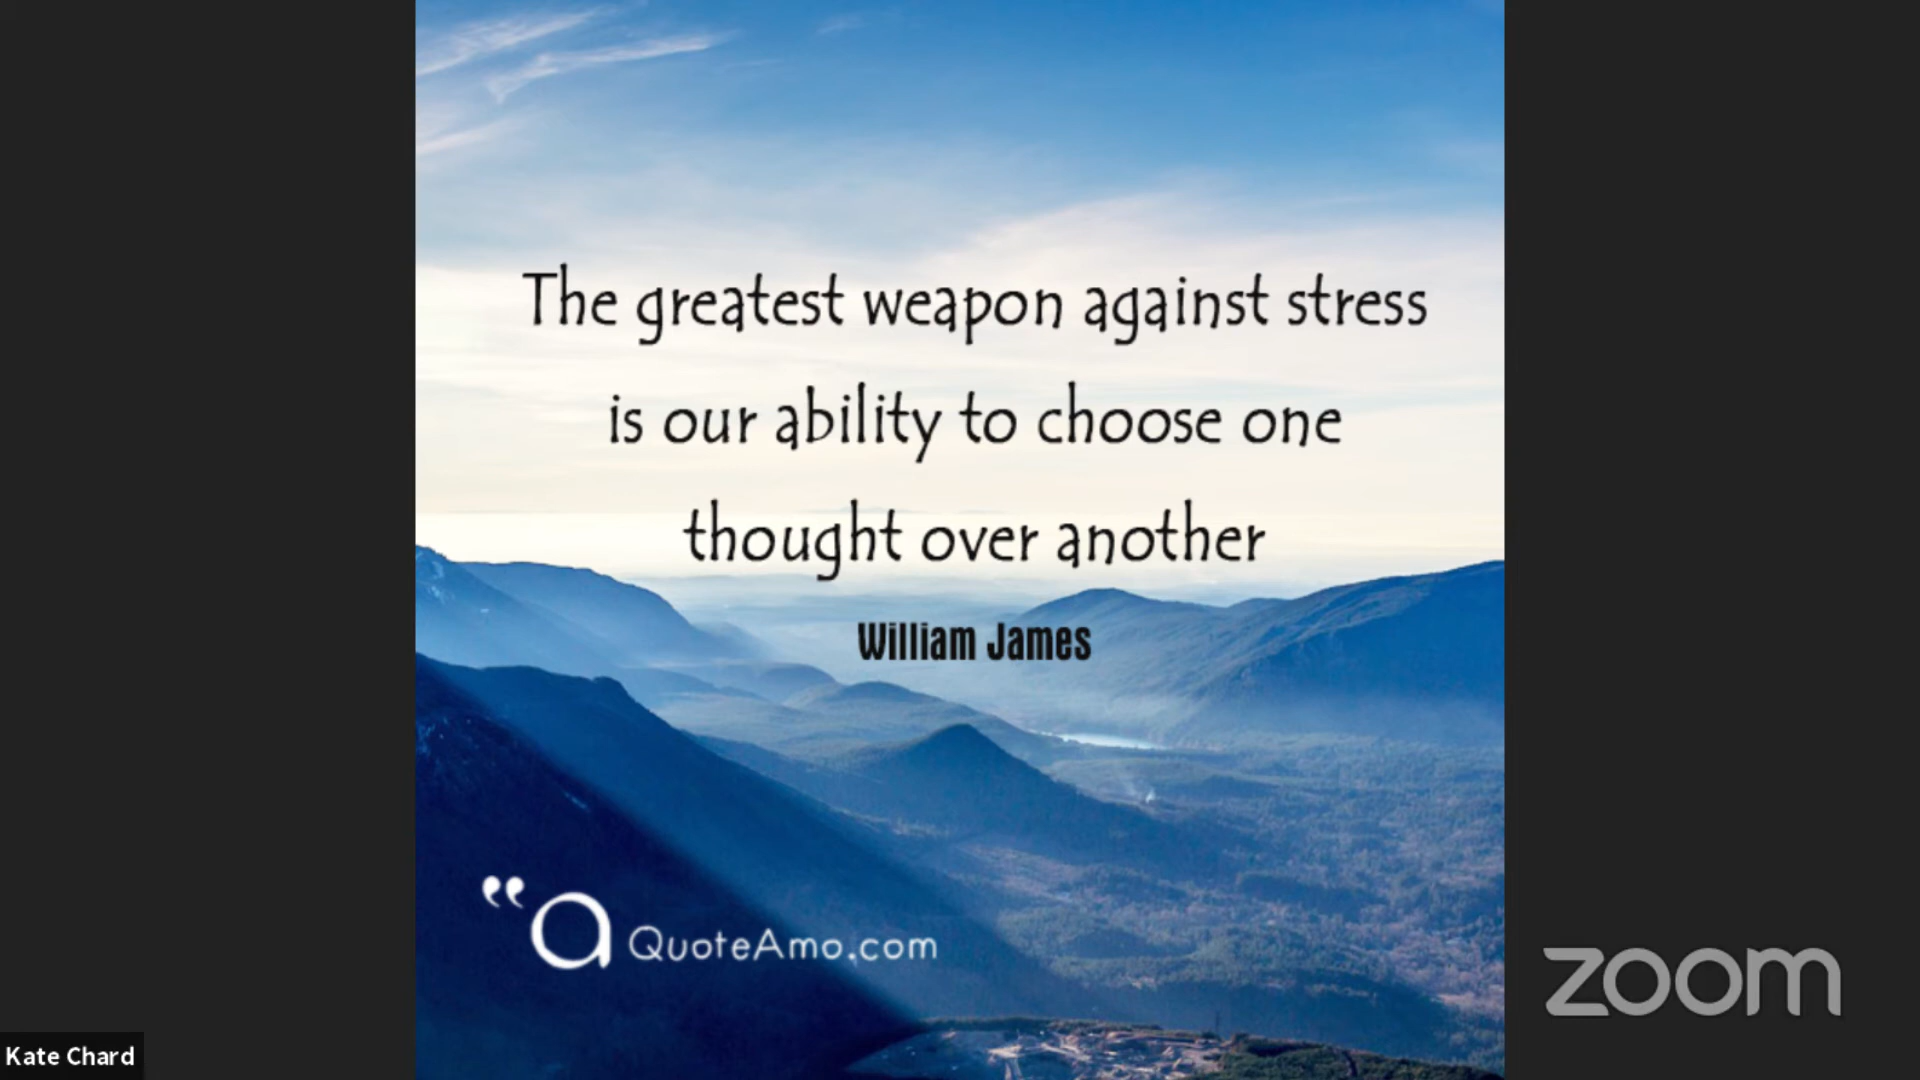 The greatest weapon against stress
is our ability to choose one
thought over another
William James
"a QuoteAmo.com
zoom
Kate Chard